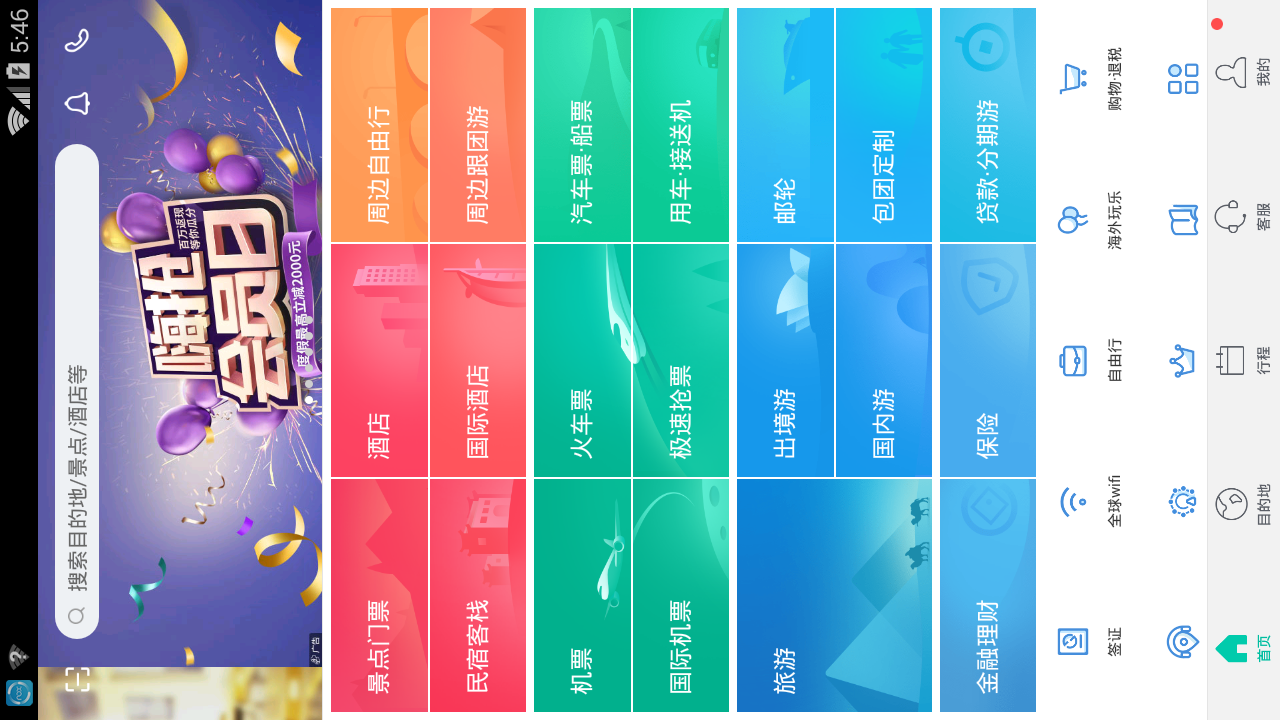 5:46
搜索目的地/景点/酒店等
嗨抢
百万返现
等你瓜分
会员日
度假最高立减2000元
广告
景点门票
酒店
周边自由行
民宿客栈
国际酒店
周边跟团游
机票
火车票
汽车票·船票
国际机票
极速抢票
用车·接送机
旅游
出境游
邮轮
国内游
包团定制
金融理财
保险
贷款·分期游
签证
全球wifi
自由行
海外玩乐
购物·退税
首页
目的地
行程
客服
我的